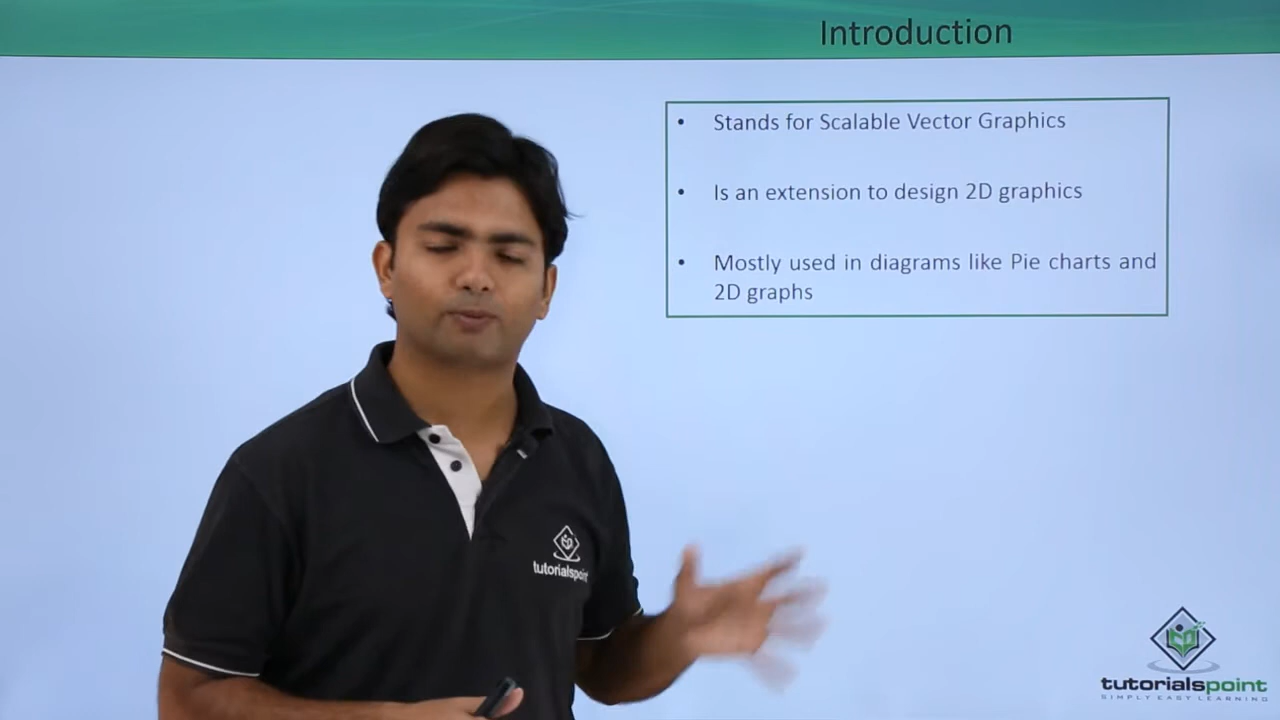 Introduction
• Stands for Scalable Vector Graphics
• Is an extension to design 2D graphics
• Mostly used in diagrams like Pie charts and
2D graphs
tutorialspoint
tutorialspoint
SIMPLY EASY LEARNING